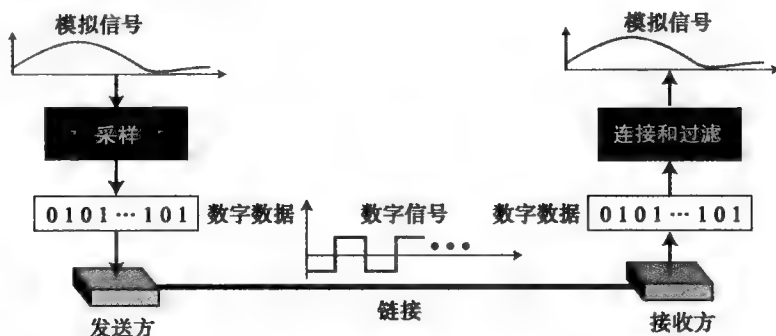 模拟信号
采样
0101…101
数字数据
发送方
数字信号
链接
模拟信号
连接和过滤
数字数据
0101…101
接收方